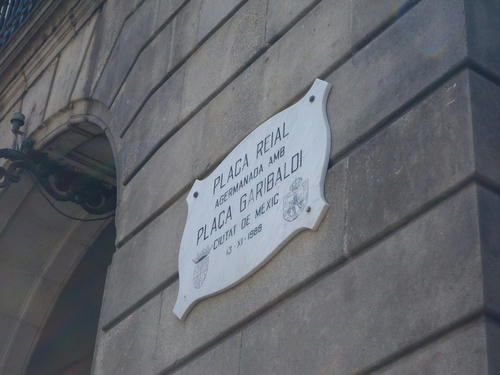 PLAÇA REIAL
AGERMANADA AMB
PLAÇA GARIBALDI
CIUTAT DE MÈXIC
13 · XI · 1988